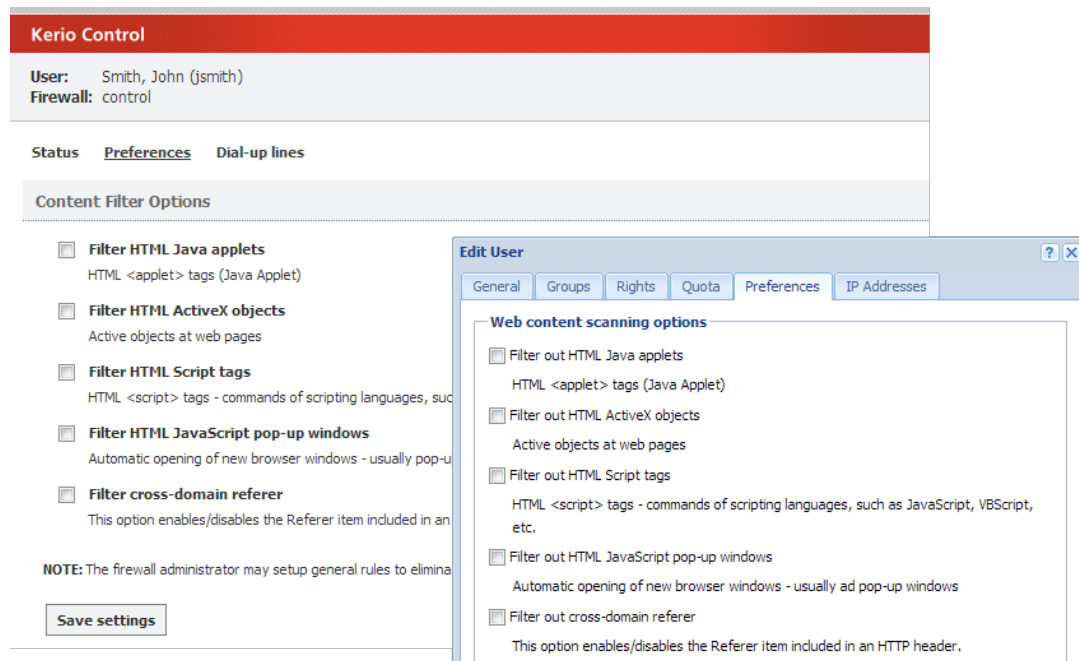 Kerio Control
User: Smith, John (jsmith)
Firewall: control
Status Preferences Dial-up lines
Content Filter Options
Filter HTML Java applets
HTML <applet> tags (Java Applet)
Filter HTML ActiveX objects
Active objects at web pages
Filter HTML Script tags
HTML <script> tags - commands of scripting languages, suc
Filter HTML JavaScript pop-up windows
Automatic opening of new browser windows - usually pop-u
Filter cross-domain referer
This option enables/disables the Referer item included in an
NOTE: The firewall administrator may setup general rules to elimina
Save settings
Edit User
? X
General Groups Rights Quota Preferences IP Addresses
Web content scanning options
Filter out HTML Java applets
HTML <applet> tags (Java Applet)
Filter out HTML ActiveX objects
Active objects at web pages
Filter out HTML Script tags
HTML <script> tags - commands of scripting languages, such as JavaScript, VBScript,
etc.
Filter out HTML JavaScript pop-up windows
Automatic opening of new browser windows - usually ad pop-up windows
Filter out cross-domain referer
This option enables/disables the Referer item included in an HTTP header.